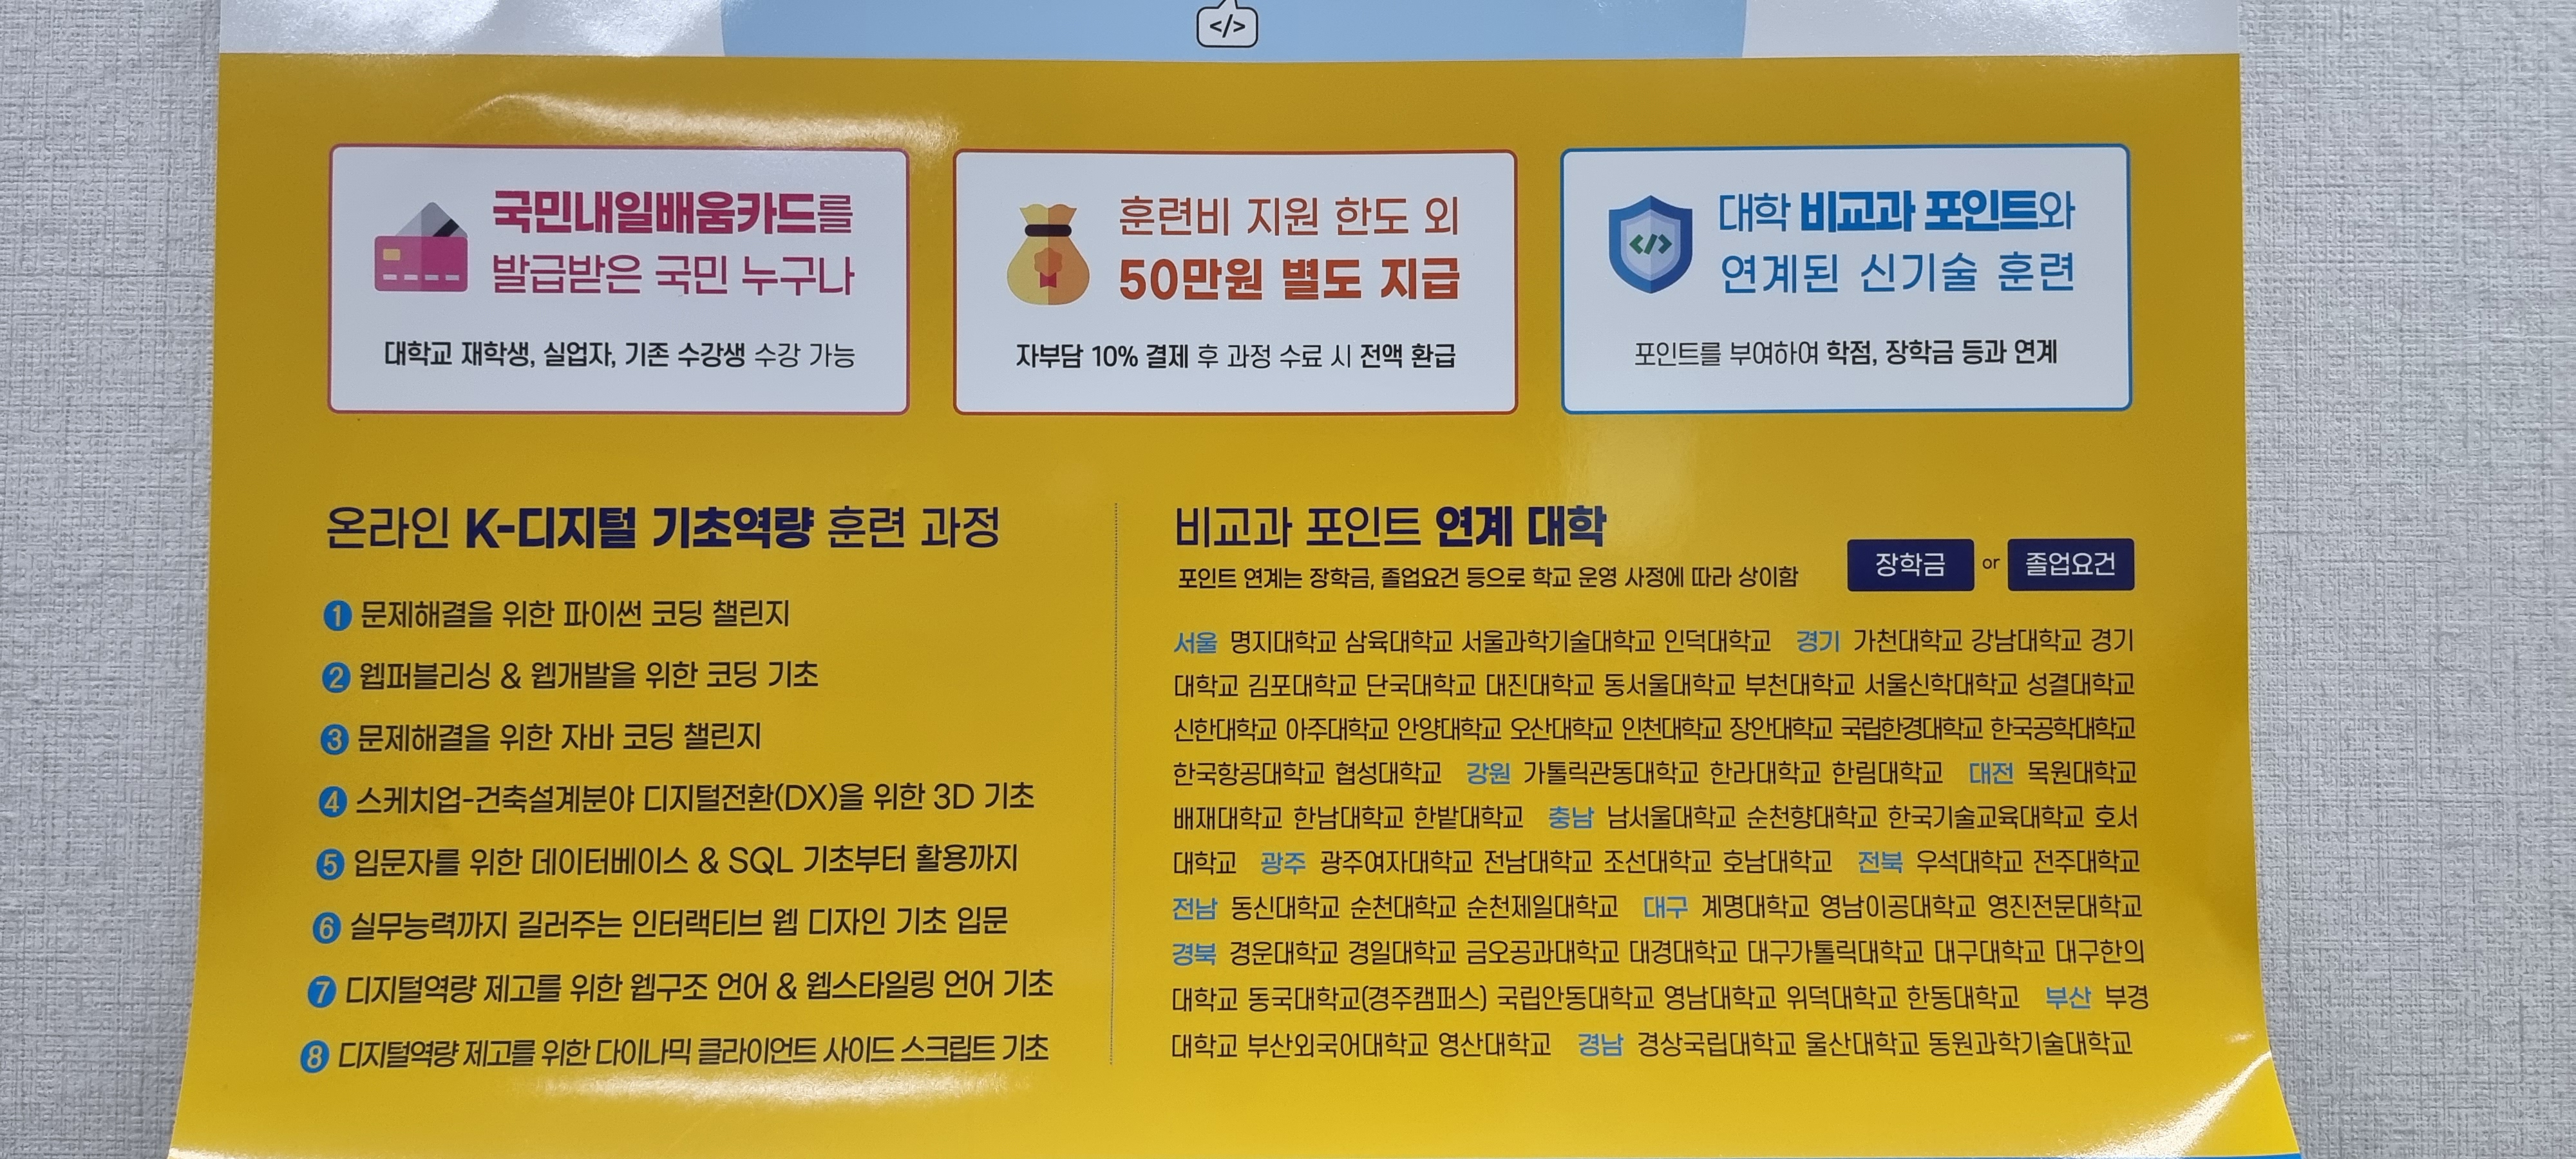 </>
국민내일배움카드를
발급받은 국민 누구나
대학교 재학생, 실업자, 기존 수강생 수강 가능
훈련비 지원 한도 외
50만원 별도 지급
자부담 10% 결제 후 과정 수료 시 전액 환급
</>
대학 비교과 포인트와
연계된 신기술 훈련
포인트를 부여하여 학점, 장학금 등과 연계
온라인 K-디지털 기초역량 훈련 과정
1 문제해결을 위한 파이썬 코딩 챌린지
2 웹퍼블리싱 & 웹개발을 위한 코딩 기초
3 문제해결을 위한 자바 코딩 챌린지
4 스케치업-건축설계분야 디지털전환(DX)을 위한 3D 기초
5 입문자를 위한 데이터베이스 & SQL 기초부터 활용까지
6 실무능력까지 길러주는 인터랙티브 웹 디자인 기초 입문
7 디지털역량 제고를 위한 웹구조 언어 & 웹스타일링 언어 기초
8 디지털역량 제고를 위한 다이나믹 클라이언트 사이드 스크립트 기초
비교과 포인트 연계 대학
포인트 연계는 장학금, 졸업요건 등으로 학교 운영 사정에 따라 상이함
장학금 or 졸업요건
서울 명지대학교 삼육대학교 서울과학기술대학교 인덕대학교 경기 가천대학교 강남대학교 경기
대학교 김포대학교 단국대학교 대진대학교 동서울대학교 부천대학교 서울신학대학교 성결대학교
신한대학교 아주대학교 안양대학교 오산대학교 인천대학교 장안대학교 국립한경대학교 한국공학대학교
한국항공대학교 협성대학교 강원 가톨릭관동대학교 한라대학교 한림대학교 대전 목원대학교
배재대학교 한남대학교 한밭대학교 충남 남서울대학교 순천향대학교 한국기술교육대학교 호서
대학교 광주 광주여자대학교 전남대학교 조선대학교 호남대학교 전북 우석대학교 전주대학교
전남 동신대학교 순천대학교 순천제일대학교 대구 계명대학교 영남이공대학교 영진전문대학교
경북 경운대학교 경일대학교 금오공과대학교 대경대학교 대구가톨릭대학교 대구대학교 대구한의
대학교 동국대학교(경주캠퍼스) 국립안동대학교 영남대학교 위덕대학교 한동대학교 부산 부경
대학교 부산외국어대학교 영산대학교 경남 경상국립대학교 울산대학교 동원과학기술대학교